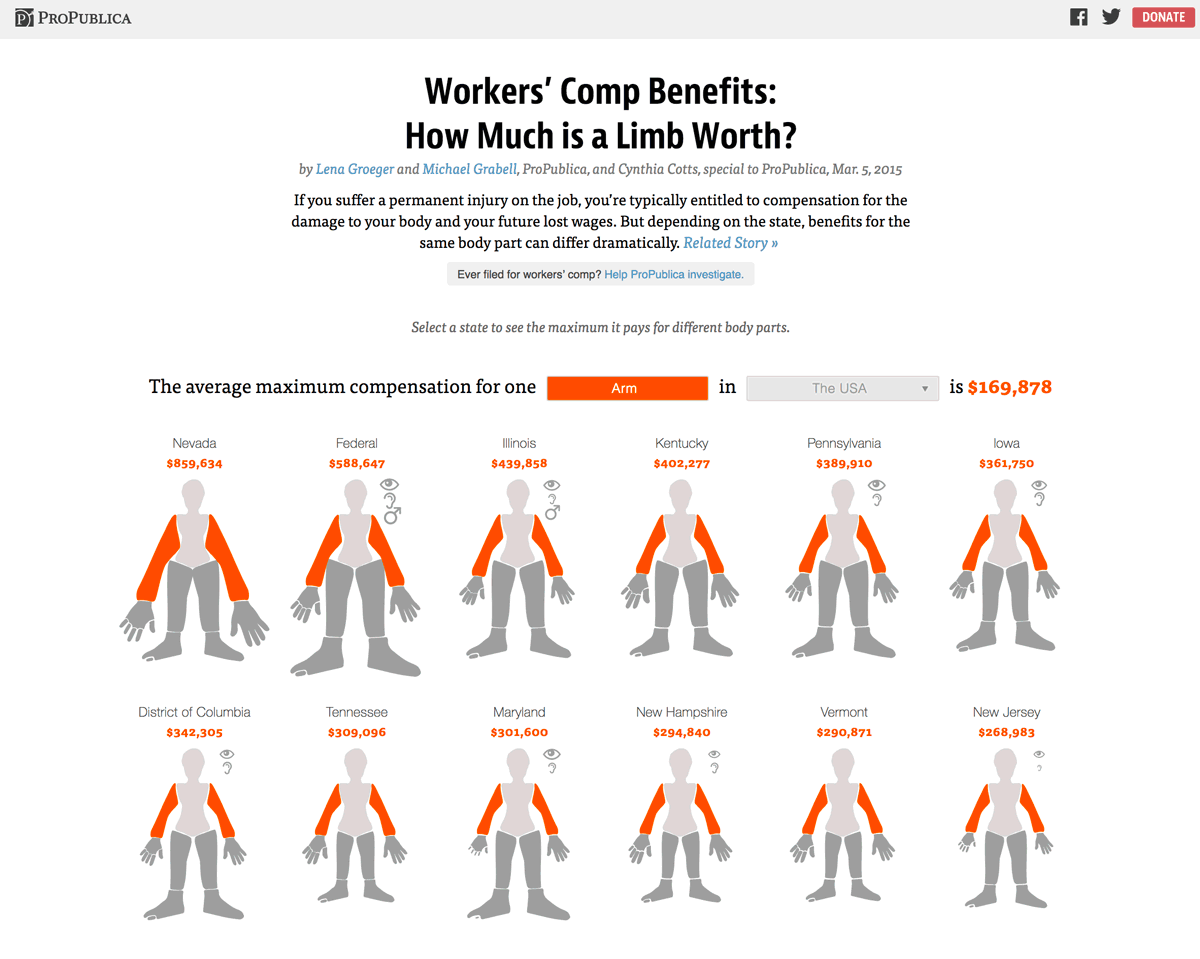 PROPUBLICA
DONATE
Workers’ Comp Benefits:
How Much is a Limb Worth?
by Lena Groeger and Michael Grabell, ProPublica, and Cynthia Cotts, special to ProPublica, Mar. 5, 2015
If you suffer a permanent injury on the job, you’re typically entitled to compensation for the
damage to your body and your future lost wages. But depending on the state, benefits for the
same body part can differ dramatically. Related Story »
Ever filed for workers’ comp? Help ProPublica investigate.
Select a state to see the maximum it pays for different body parts.
The average maximum compensation for one Arm in The USA is $169,878
Nevada Federal Illinois Kentucky Pennsylvania Iowa
$859,634 $588,647 $439,858 $402,277 $389,910 $361,750
District of Columbia Tennessee Maryland New Hampshire Vermont New Jersey
$342,305 $309,096 $301,600 $294,840 $290,871 $268,983